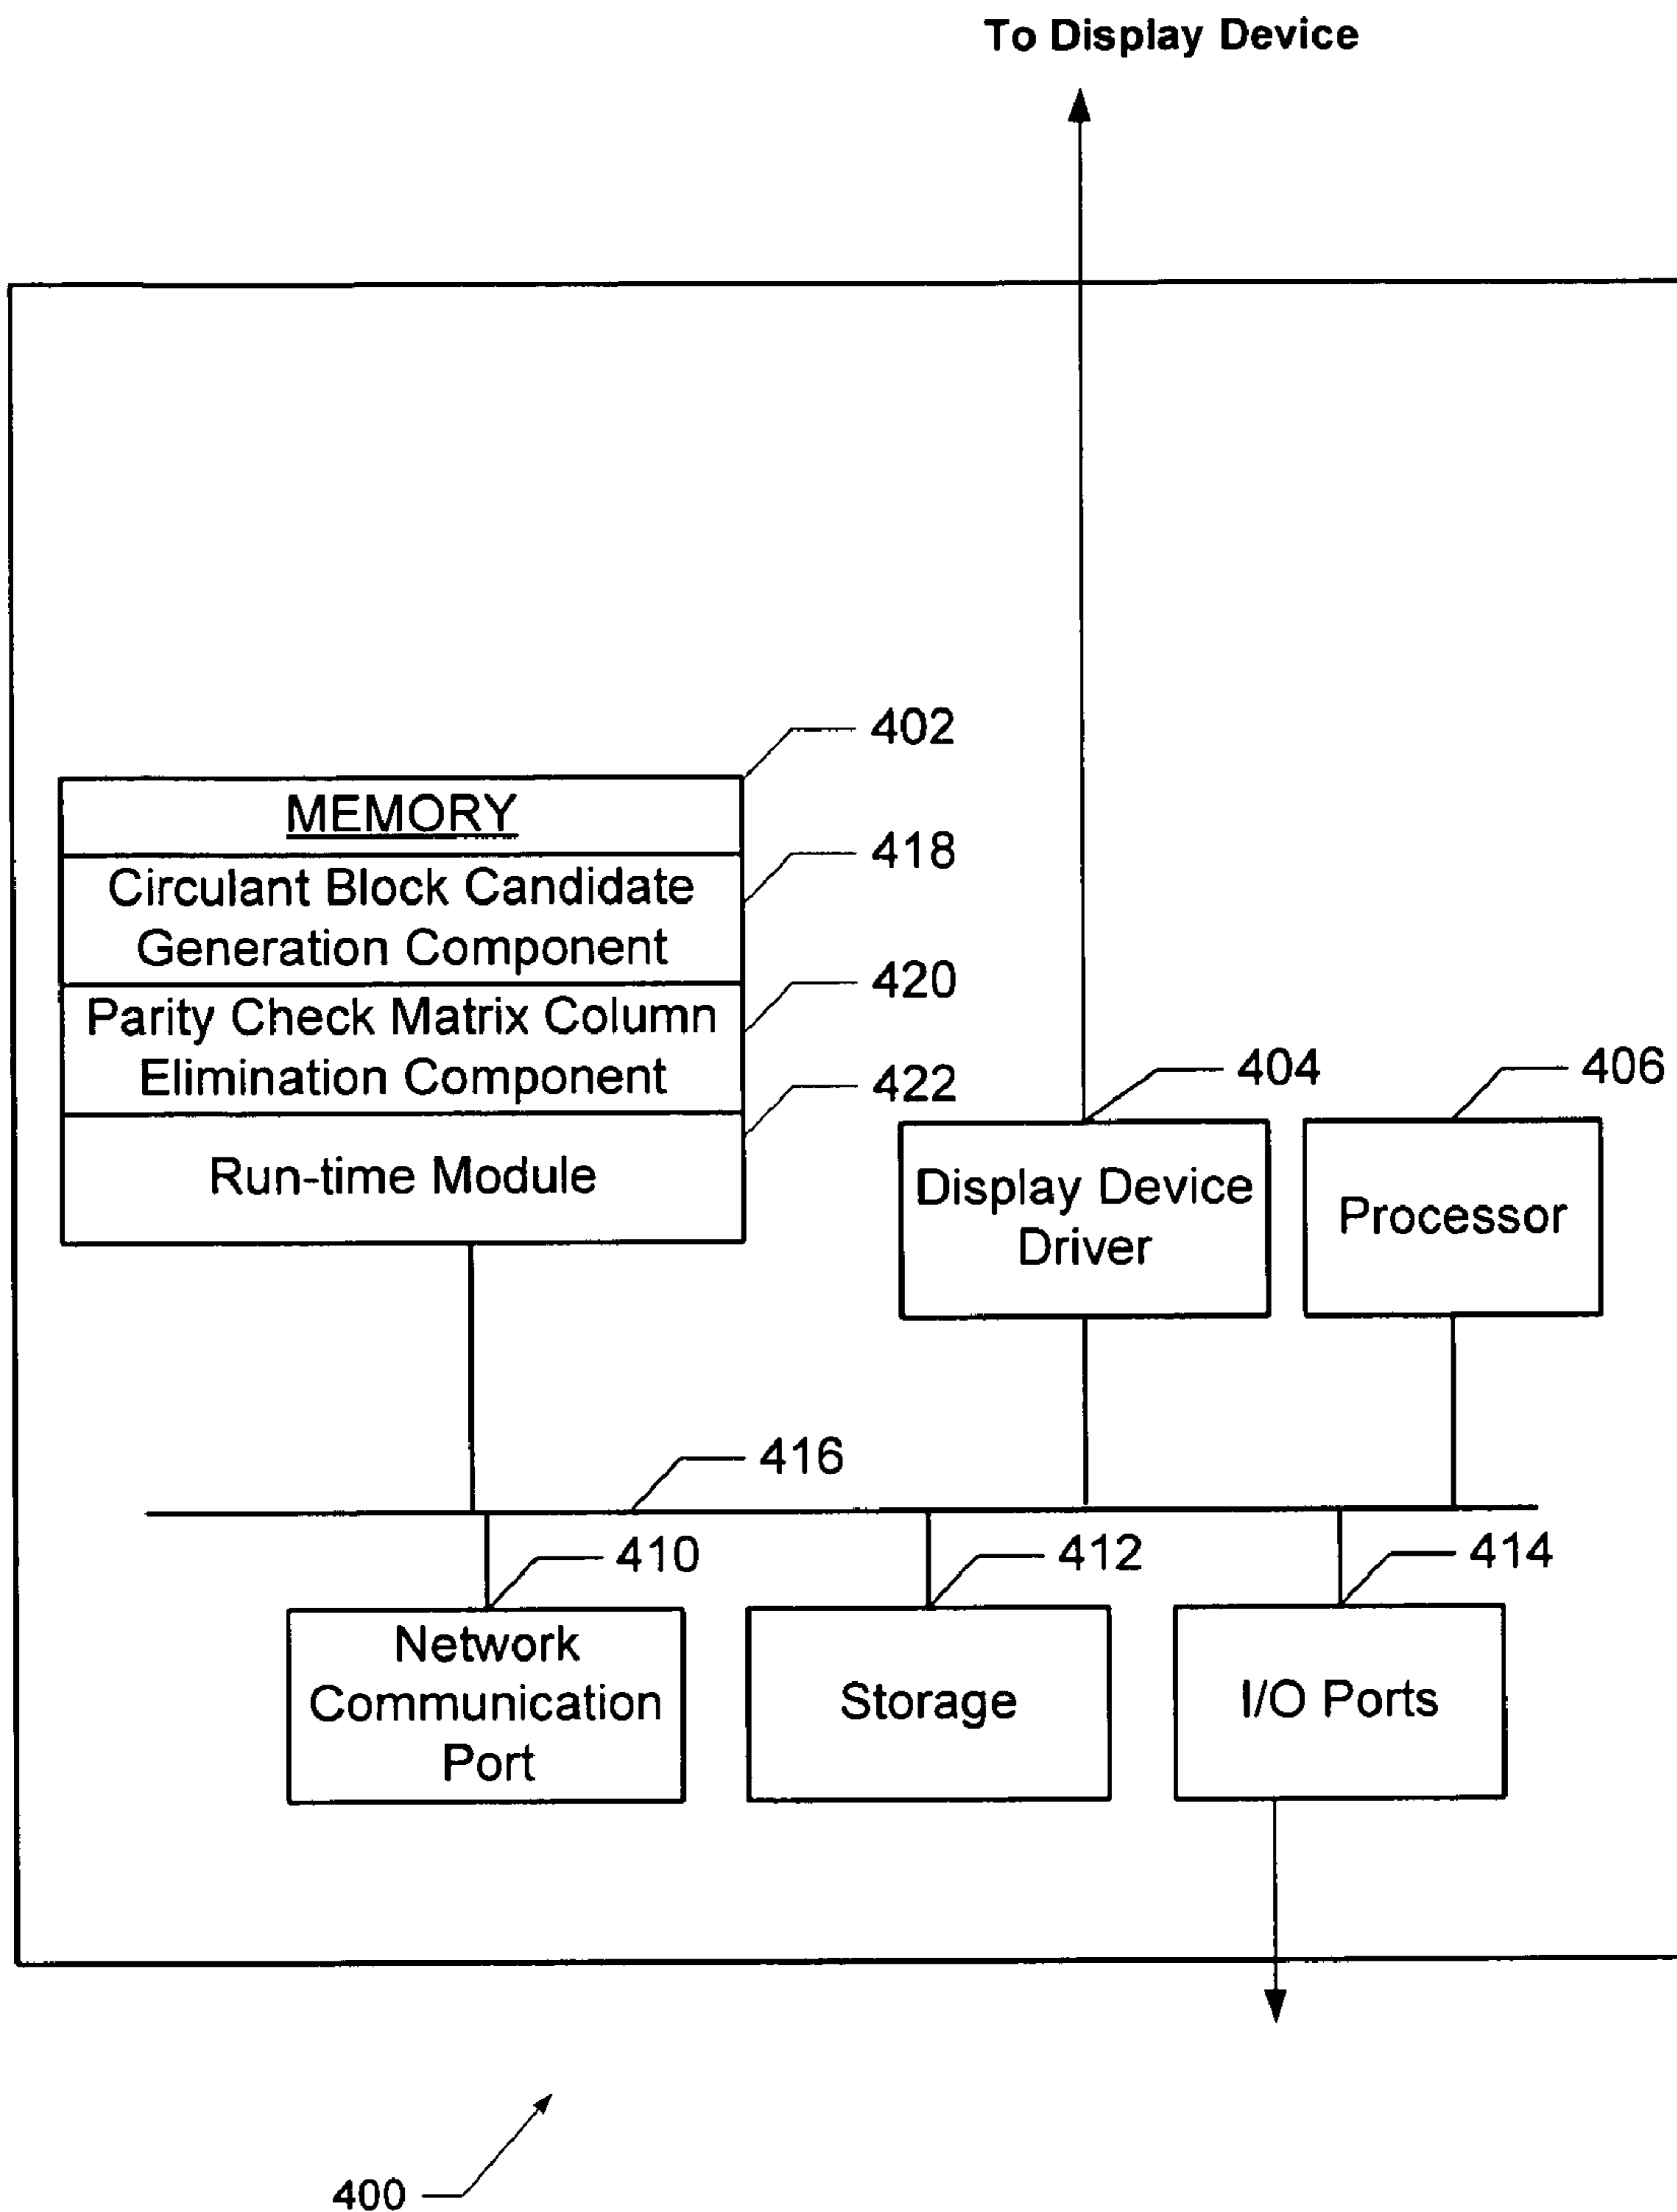 To Display Device
402
MEMORY
418
Circulant Block Candidate
Generation Component
420
Parity Check Matrix Column
Elimination Component
422
Run-time Module
404
Display Device
Driver
406
Processor
416
410
Network
Communication
Port
412
Storage
414
I/O Ports
400